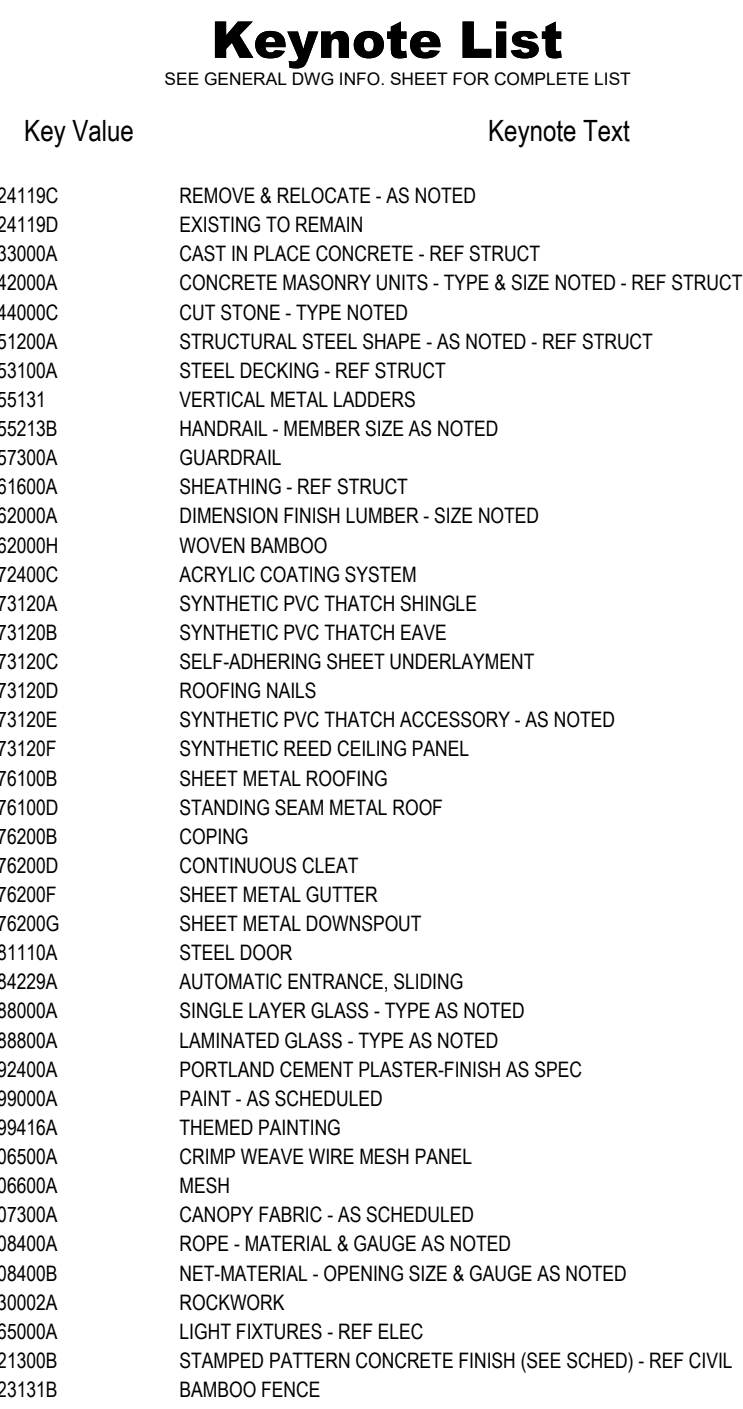 Keynote List
SEE GENERAL DWG INFO. SHEET FOR COMPLETE LIST
Key Value Keynote Text
24119C REMOVE & RELOCATE - AS NOTED
24119D EXISTING TO REMAIN
33000A CAST IN PLACE CONCRETE - REF STRUCT
42000A CONCRETE MASONRY UNITS - TYPE & SIZE NOTED - REF STRUCT
44000C CUT STONE - TYPE NOTED
51200A STRUCTURAL STEEL SHAPE - AS NOTED - REF STRUCT
53100A STEEL DECKING - REF STRUCT
55131 VERTICAL METAL LADDERS
55213B HANDRAIL - MEMBER SIZE AS NOTED
57300A GUARDRAIL
61600A SHEATHING - REF STRUCT
62000A DIMENSION FINISH LUMBER - SIZE NOTED
62000H WOVEN BAMBOO
72400C ACRYLIC COATING SYSTEM
73120A SYNTHETIC PVC THATCH SHINGLE
73120B SYNTHETIC PVC THATCH EAVE
73120C SELF-ADHERING SHEET UNDERLAYMENT
73120D ROOFING NAILS
73120E SYNTHETIC PVC THATCH ACCESSORY - AS NOTED
73120F SYNTHETIC REED CEILING PANEL
76100B SHEET METAL ROOFING
76100D STANDING SEAM METAL ROOF
76200B COPING
76200D CONTINUOUS CLEAT
76200F SHEET METAL GUTTER
76200G SHEET METAL DOWNSPOUT
81110A STEEL DOOR
84229A AUTOMATIC ENTRANCE, SLIDING
88000A SINGLE LAYER GLASS - TYPE AS NOTED
88800A LAMINATED GLASS - TYPE AS NOTED
92400A PORTLAND CEMENT PLASTER-FINISH AS SPEC
99000A PAINT - AS SCHEDULED
99416A THEMED PAINTING
06500A CRIMP WEAVE WIRE MESH PANEL
06600A MESH
07300A CANOPY FABRIC - AS SCHEDULED
08400A ROPE - MATERIAL & GAUGE AS NOTED
08400B NET-MATERIAL - OPENING SIZE & GAUGE AS NOTED
30002A ROCKWORK
65000A LIGHT FIXTURES - REF ELEC
21300B STAMPED PATTERN CONCRETE FINISH (SEE SCHED) - REF CIVIL
23131B BAMBOO FENCE